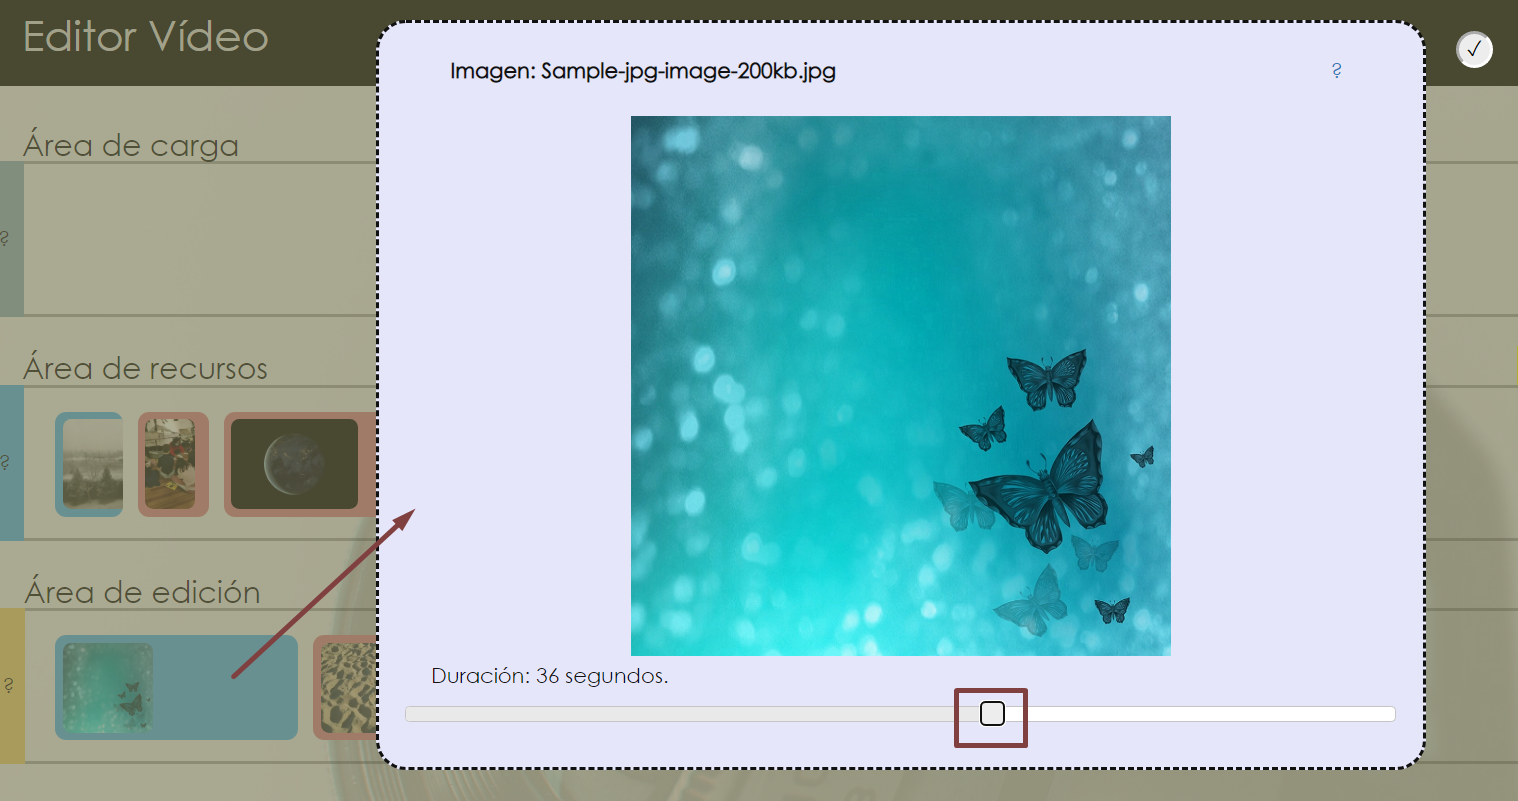 Editor Vídeo
Imagen: Sample-jpg-image-200kb.jpg
?
✓
Área de carga
?
Área de recursos
?
Área de edición
?
Duración: 36 segundos.